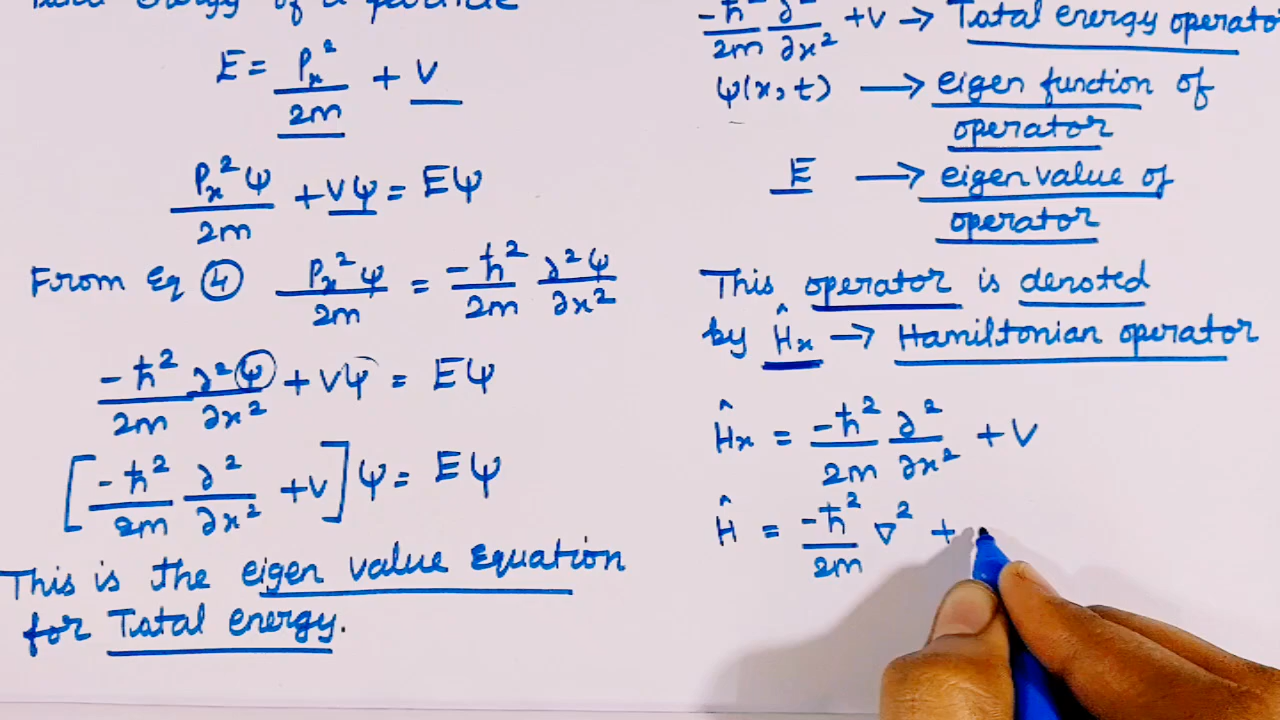 energy of a particle
E = Pₓ²/2m + V
Pₓ²ψ/2m + Vψ = Eψ
From Eq ④ Pₓ²ψ/2m = -ħ²/2m ∂²ψ/∂x²
-ħ²/2m ∂²ψ/∂x² + Vψ = Eψ
[-ħ²/2m ∂²/∂x² + V]ψ = Eψ
This is the eigen value Equation
for Total energy.
-ħ²/2m ∂²/∂x² + V → Total energy operator
ψ(x,t) → eigen function of
operator
E → eigen value of
operator
This operator is denoted
by Ĥₓ → Hamiltonian operator
Ĥₓ = -ħ²/2m ∂²/∂x² + V
Ĥ = -ħ²/2m ∇² +